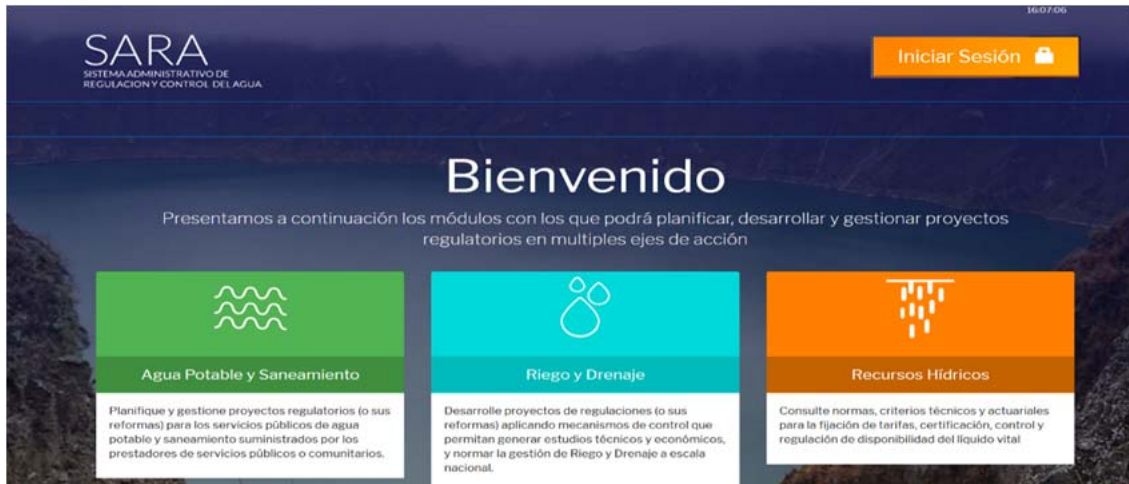 16:07:06
SARA
SISTEMA ADMINISTRATIVO DE
REGULACION Y CONTROL DEL AGUA
Iniciar Sesión
Bienvenido
Presentamos a continuación los módulos con los que podrá planificar, desarrollar y gestionar proyectos
regulatorios en multiples ejes de acción
Agua Potable y Saneamiento
Planifique y gestione proyectos regulatorios (o sus
reformas) para los servicios públicos de agua
potable y saneamiento suministrados por los
prestadores de servicios públicos o comunitarios.
Riego y Drenaje
Desarrolle proyectos de regulaciones (o sus
reformas) aplicando mecanismos de control que
permitan generar estudios técnicos y económicos,
y normar la gestión de Riego y Drenaje a escala
nacional.
Recursos Hídricos
Consulte normas, criterios técnicos y actuariales
para la fijación de tarifas, certificación, control y
regulación de disponibilidad del líquido vital